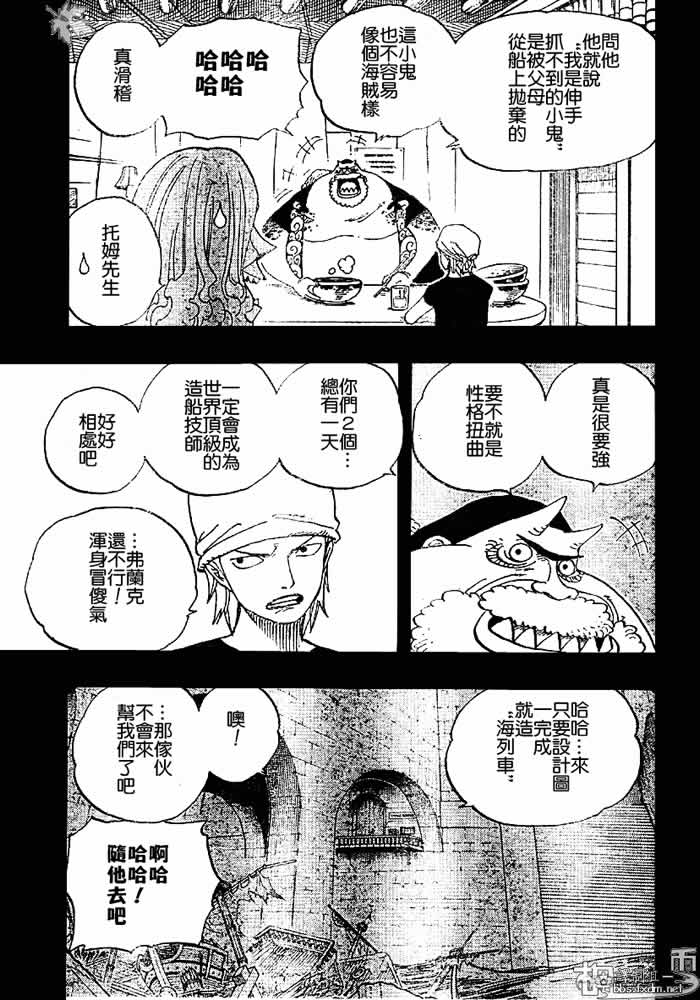 問他
他就說
"我是伸手
抓不到的小鬼"
是被父母
從船上拋棄的
這小鬼
也不容易
像個海賊樣
哈哈哈
哈哈
真滑稽
托姆先生
真是很要強
要不就是
性格扭曲
你們2個…
總有一天
一定會成為
世界頂級的
造船技師
好好
相處吧
…弗蘭克
還不行!
渾身冒傻氣
哈哈…來
只要設計圖
一完成
就造
"海列車"
噢!
…那傢伙
不會來
幫我們了吧
啊哈
哈哈!
隨他去吧